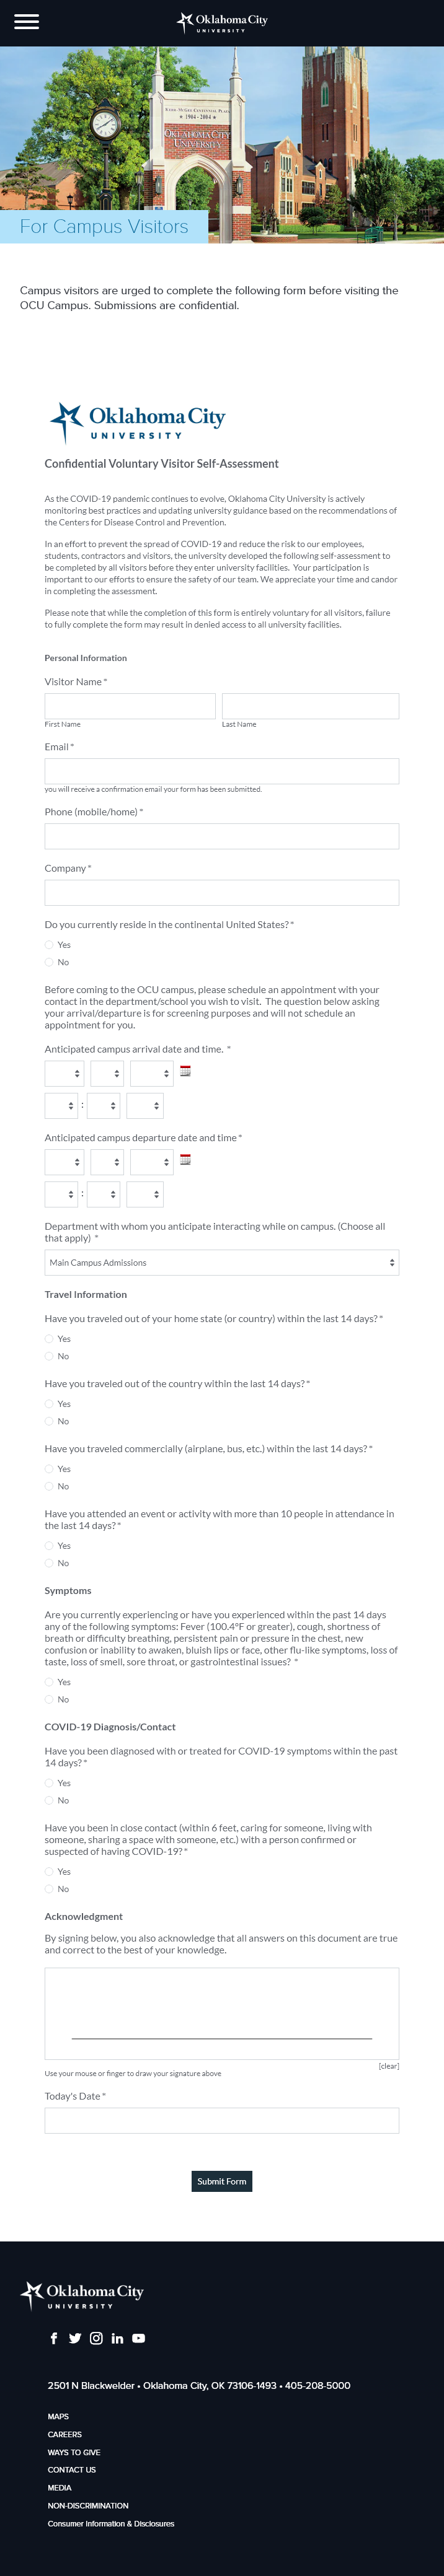 Oklahoma City
UNIVERSITY
KERR-McGEE CENTENNIAL PLAZA
• 1904 - 2004 •
OKLAHOMA CITY
UNIVERSITY
For Campus Visitors
Campus visitors are urged to complete the following form before visiting the
OCU Campus. Submissions are confidential.
Oklahoma City
UNIVERSITY
Confidential Voluntary Visitor Self-Assessment
As the COVID-19 pandemic continues to evolve, Oklahoma City University is actively
monitoring best practices and updating university guidance based on the recommendations of
the Centers for Disease Control and Prevention.
In an effort to prevent the spread of COVID-19 and reduce the risk to our employees,
students, contractors and visitors, the university developed the following self-assessment to
be completed by all visitors before they enter university facilities.  Your participation is
important to our efforts to ensure the safety of our team. We appreciate your time and candor
in completing the assessment.
Please note that while the completion of this form is entirely voluntary for all visitors, failure
to fully complete the form may result in denied access to all university facilities.
Personal Information
Visitor Name *
First Name Last Name
Email *
you will receive a confirmation email your form has been submitted.
Phone (mobile/home) *
Company *
Do you currently reside in the continental United States? *
Yes
No
Before coming to the OCU campus, please schedule an appointment with your
contact in the department/school you wish to visit.  The question below asking
your arrival/departure is for screening purposes and will not schedule an
appointment for you.
Anticipated campus arrival date and time.  *
:
Anticipated campus departure date and time *
:
Department with whom you anticipate interacting while on campus. (Choose all
that apply)  *
Main Campus Admissions
Travel Information
Have you traveled out of your home state (or country) within the last 14 days? *
Yes
No
Have you traveled out of the country within the last 14 days? *
Yes
No
Have you traveled commercially (airplane, bus, etc.) within the last 14 days? *
Yes
No
Have you attended an event or activity with more than 10 people in attendance in
the last 14 days? *
Yes
No
Symptoms
Are you currently experiencing or have you experienced within the past 14 days
any of the following symptoms: Fever (100.4°F or greater), cough, shortness of
breath or difficulty breathing, persistent pain or pressure in the chest, new
confusion or inability to awaken, bluish lips or face, other flu-like symptoms, loss of
taste, loss of smell, sore throat, or gastrointestinal issues?  *
Yes
No
COVID-19 Diagnosis/Contact
Have you been diagnosed with or treated for COVID-19 symptoms within the past
14 days? *
Yes
No
Have you been in close contact (within 6 feet, caring for someone, living with
someone, sharing a space with someone, etc.) with a person confirmed or
suspected of having COVID-19? *
Yes
No
Acknowledgment
By signing below, you also acknowledge that all answers on this document are true
and correct to the best of your knowledge.
[clear]
Use your mouse or finger to draw your signature above
Today's Date *
Submit Form
Oklahoma City
UNIVERSITY
2501 N Blackwelder • Oklahoma City, OK 73106-1493 • 405-208-5000
MAPS
CAREERS
WAYS TO GIVE
CONTACT US
MEDIA
NON-DISCRIMINATION
Consumer Information & Disclosures